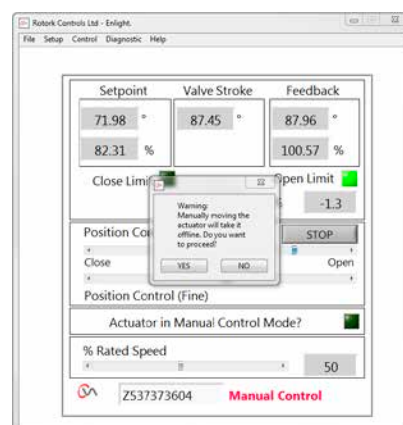 Rotork Controls Ltd - Enlight.
File Setup Control Diagnostic Help
Setpoint Valve Stroke Feedback
71.98 ° 87.45 ° 87.96 °
82.31 % 100.57 %
Close Limit Open Limit
-1.3
Warning:
Manually moving the
actuator will take it
offline. Do you want
to proceed?
YES NO
Position STOP
Close Open
Position Control (Fine)
Actuator in Manual Control Mode?
% Rated Speed
50
Z537373604 Manual Control